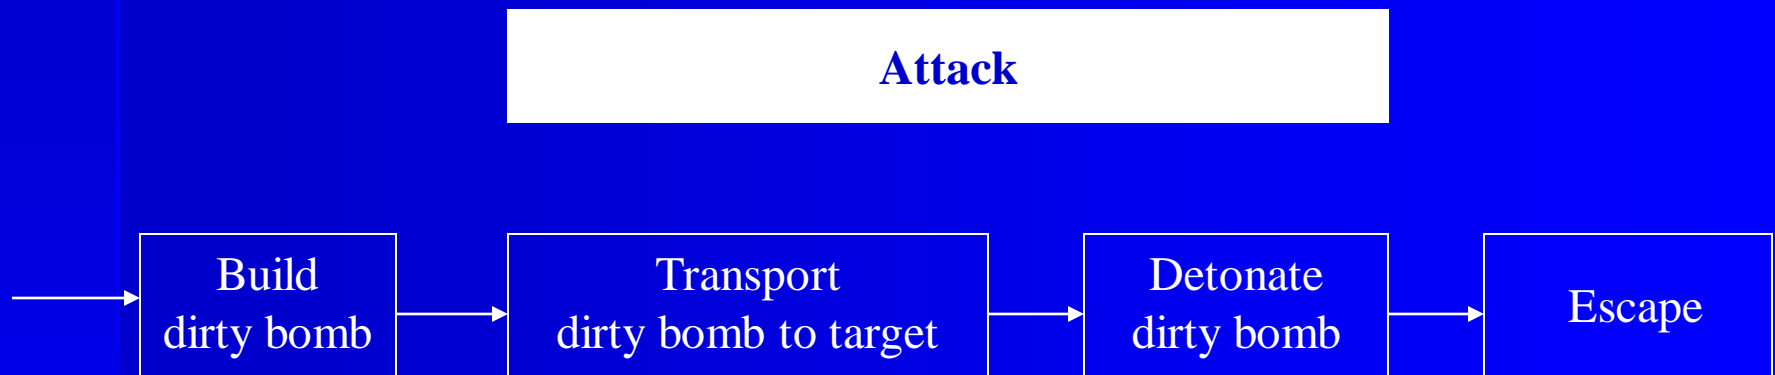 Attack
Build
dirty bomb
Transport
dirty bomb to target
Detonate
dirty bomb
Escape